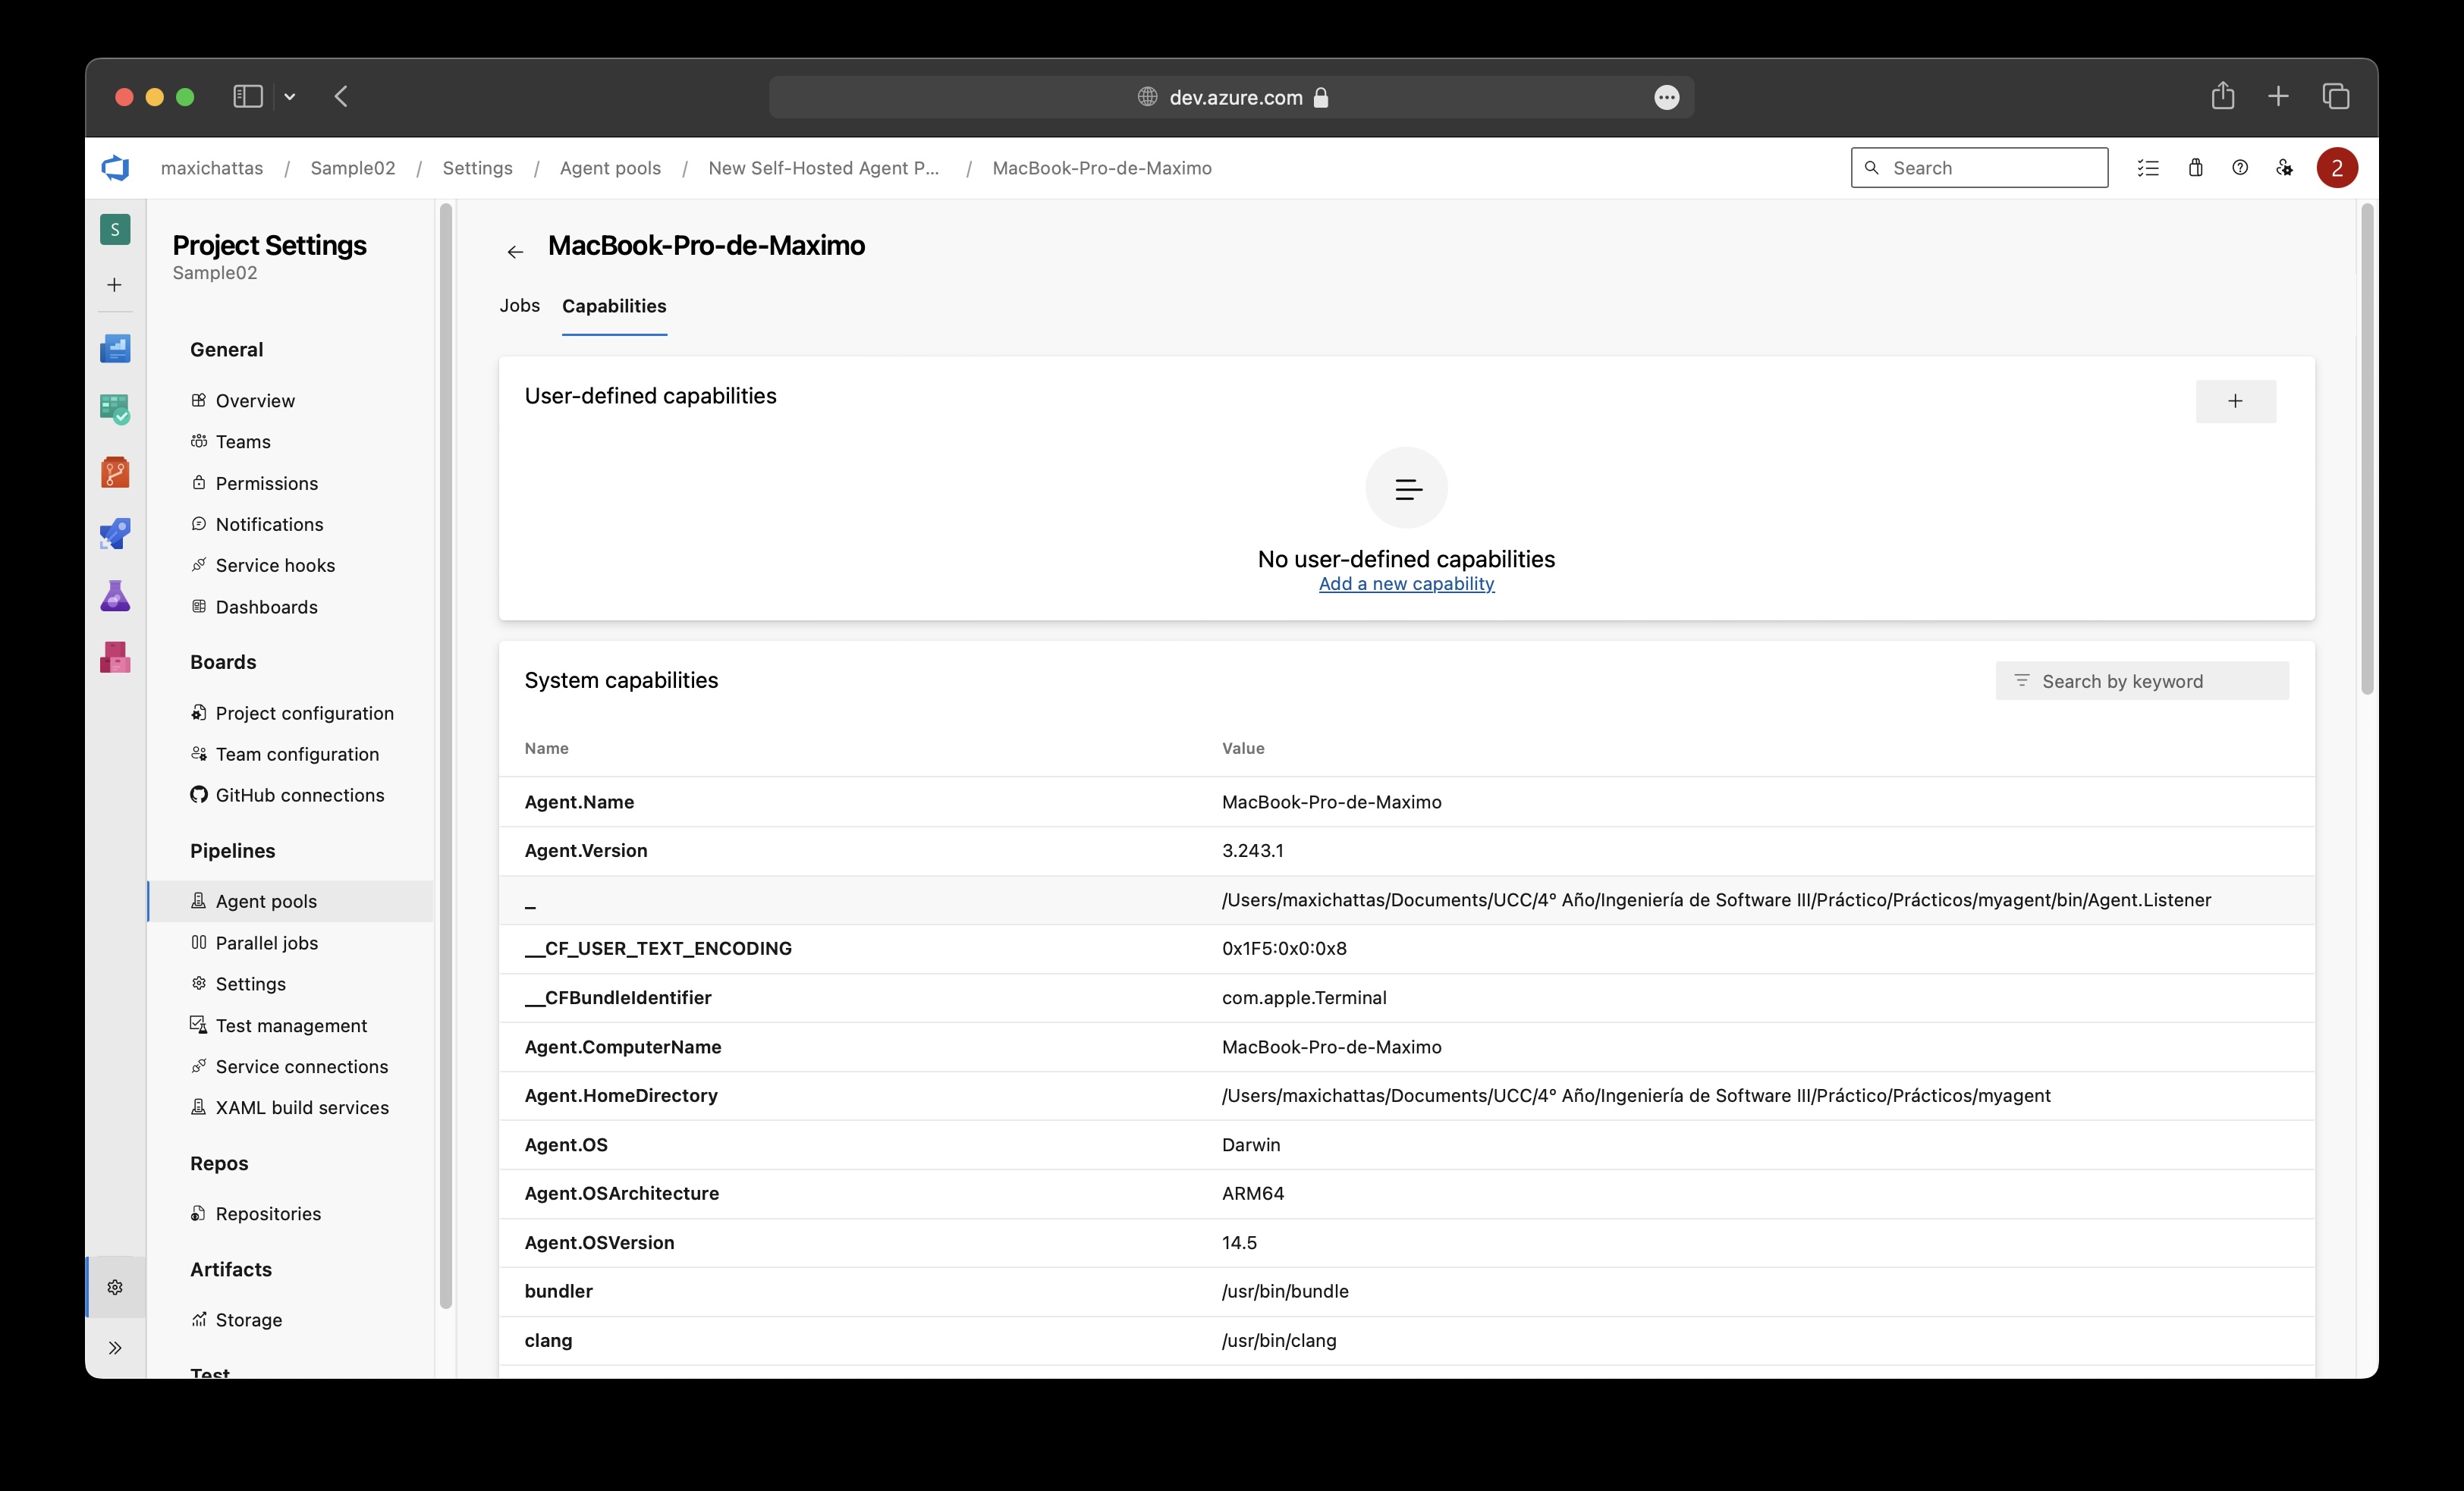 dev.azure.com
maxichattas / Sample02 / Settings / Agent pools / New Self-Hosted Agent P... / MacBook-Pro-de-Maximo
Search
2
S
Project Settings
Sample02
General
Overview
Teams
Permissions
Notifications
Service hooks
Dashboards
Boards
Project configuration
Team configuration
GitHub connections
Pipelines
Agent pools
Parallel jobs
Settings
Test management
Service connections
XAML build services
Repos
Repositories
Artifacts
Storage
Test
MacBook-Pro-de-Maximo
Jobs Capabilities
User-defined capabilities
No user-defined capabilities
Add a new capability
System capabilities
Search by keyword
Name Value
Agent.Name MacBook-Pro-de-Maximo
Agent.Version 3.243.1
_ /Users/maxichattas/Documents/UCC/4º Año/Ingeniería de Software III/Práctico/Prácticos/myagent/bin/Agent.Listener
__CF_USER_TEXT_ENCODING 0x1F5:0x0:0x8
__CFBundleIdentifier com.apple.Terminal
Agent.ComputerName MacBook-Pro-de-Maximo
Agent.HomeDirectory /Users/maxichattas/Documents/UCC/4º Año/Ingeniería de Software III/Práctico/Prácticos/myagent
Agent.OS Darwin
Agent.OSArchitecture ARM64
Agent.OSVersion 14.5
bundler /usr/bin/bundle
clang /usr/bin/clang